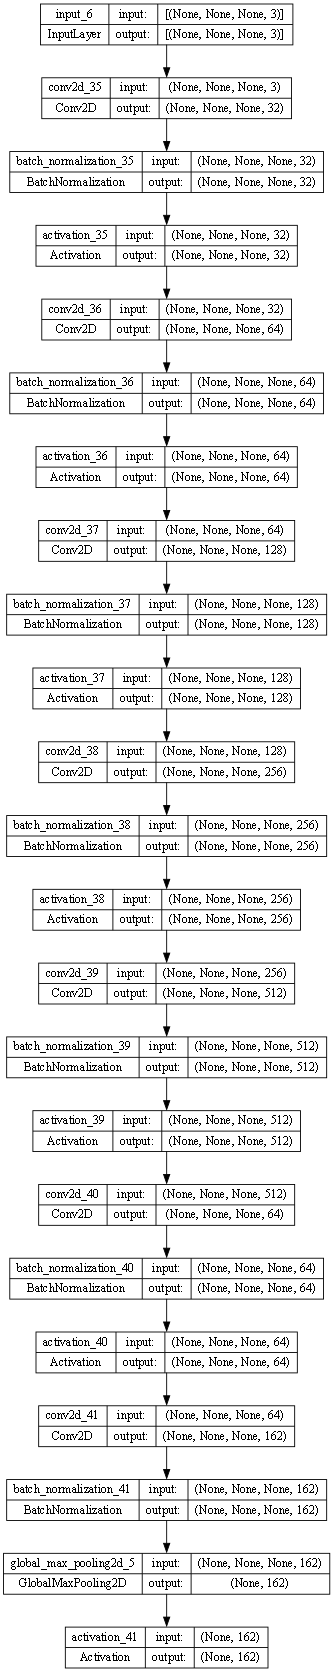 input_6 input: [(None, None, None, 3)]
InputLayer output: [(None, None, None, 3)]
conv2d_35 input: (None, None, None, 3)
Conv2D output: (None, None, None, 32)
batch_normalization_35 input: (None, None, None, 32)
BatchNormalization output: (None, None, None, 32)
activation_35 input: (None, None, None, 32)
Activation output: (None, None, None, 32)
conv2d_36 input: (None, None, None, 32)
Conv2D output: (None, None, None, 64)
batch_normalization_36 input: (None, None, None, 64)
BatchNormalization output: (None, None, None, 64)
activation_36 input: (None, None, None, 64)
Activation output: (None, None, None, 64)
conv2d_37 input: (None, None, None, 64)
Conv2D output: (None, None, None, 128)
batch_normalization_37 input: (None, None, None, 128)
BatchNormalization output: (None, None, None, 128)
activation_37 input: (None, None, None, 128)
Activation output: (None, None, None, 128)
conv2d_38 input: (None, None, None, 128)
Conv2D output: (None, None, None, 256)
batch_normalization_38 input: (None, None, None, 256)
BatchNormalization output: (None, None, None, 256)
activation_38 input: (None, None, None, 256)
Activation output: (None, None, None, 256)
conv2d_39 input: (None, None, None, 256)
Conv2D output: (None, None, None, 512)
batch_normalization_39 input: (None, None, None, 512)
BatchNormalization output: (None, None, None, 512)
activation_39 input: (None, None, None, 512)
Activation output: (None, None, None, 512)
conv2d_40 input: (None, None, None, 512)
Conv2D output: (None, None, None, 64)
batch_normalization_40 input: (None, None, None, 64)
BatchNormalization output: (None, None, None, 64)
activation_40 input: (None, None, None, 64)
Activation output: (None, None, None, 64)
conv2d_41 input: (None, None, None, 64)
Conv2D output: (None, None, None, 162)
batch_normalization_41 input: (None, None, None, 162)
BatchNormalization output: (None, None, None, 162)
global_max_pooling2d_5 input: (None, None, None, 162)
GlobalMaxPooling2D output: (None, 162)
activation_41 input: (None, 162)
Activation output: (None, 162)